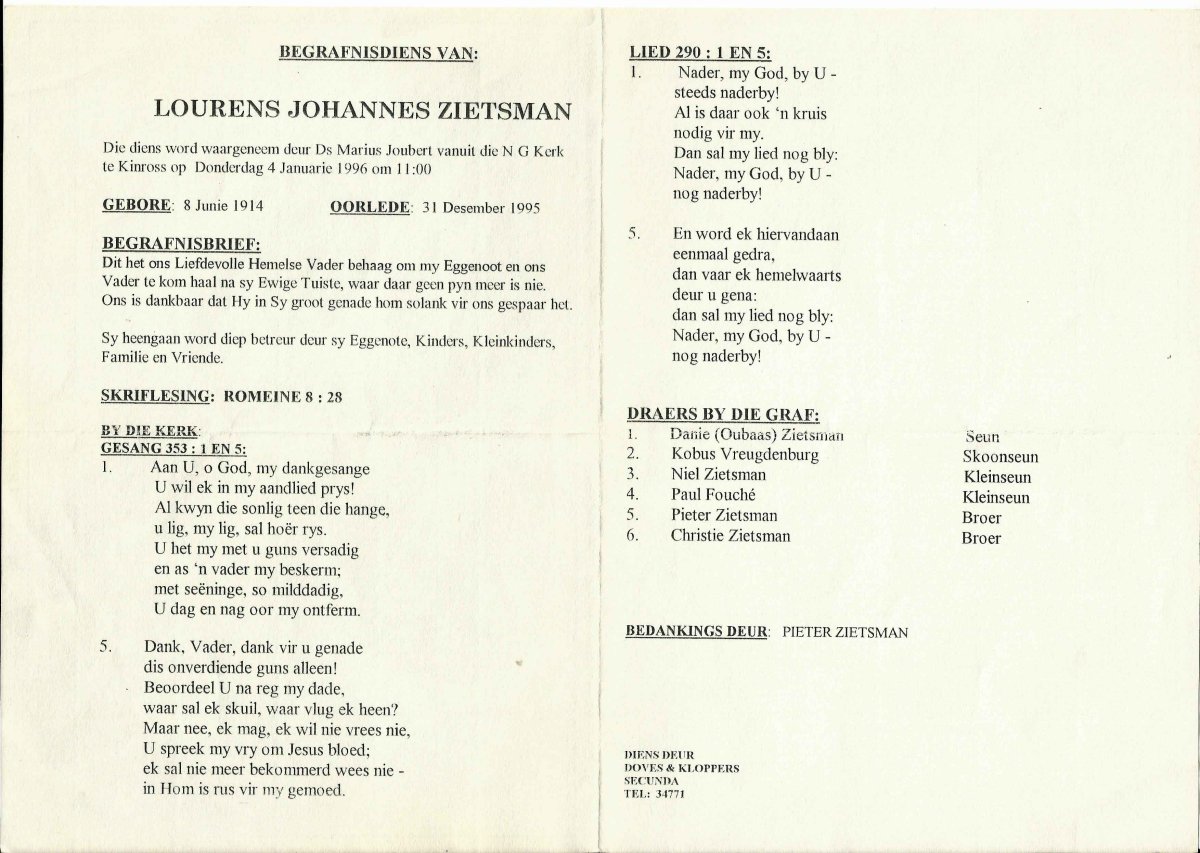 BEGRAFNISDIENS VAN:
LOURENS JOHANNES ZIETSMAN
Die diens word waargeneem deur Ds Marius Joubert vanuit die N G Kerk
te Kinross op Donderdag 4 Januarie 1996 om 11:00
GEBORE: 8 Junie 1914 OORLEDE: 31 Desember 1995
BEGRAFNISBRIEF:
Dit het ons Liefdevolle Hemelse Vader behaag om my Eggenoot en ons
Vader te kom haal na sy Ewige Tuiste, waar daar geen pyn meer is nie.
Ons is dankbaar dat Hy in Sy groot genade hom solank vir ons gespaar het.
Sy heengaan word diep betreur deur sy Eggenote, Kinders, Kleinkinders,
Familie en Vriende.
SKRIFLESING: ROMEINE 8 : 28
BY DIE KERK:
GESANG 353 : 1 EN 5:
1. Aan U, o God, my dankgesange
U wil ek in my aandlied prys!
Al kwyn die sonlig teen die hange,
u lig, my lig, sal hoër rys.
U het my met u guns versadig
en as ‘n vader my beskerm;
met seëninge, so milddadig,
U dag en nag oor my ontferm.
5. Dank, Vader, dank vir u genade
dis onverdiende guns alleen!
Beoordeel U na reg my dade,
waar sal ek skuil, waar vlug ek heen?
Maar nee, ek mag, ek wil nie vrees nie,
U spreek my vry om Jesus bloed;
ek sal nie meer bekommerd wees nie -
in Hom is rus vir my gemoed.
LIED 290 : 1 EN 5:
1. Nader, my God, by U -
steeds naderby!
Al is daar ook ‘n kruis
nodig vir my.
Dan sal my lied nog bly:
Nader, my God, by U -
nog naderby!
5. En word ek hiervandaan
eenmaal gedra,
dan vaar ek hemelwaarts
deur u gena:
dan sal my lied nog bly:
Nader, my God, by U -
nog naderby!
DRAERS BY DIE GRAF:
1. Danie (Oubaas) Zietsman Seun
2. Kobus Vreugdenburg Skoonseun
3. Niel Zietsman Kleinseun
4. Paul Fouché Kleinseun
5. Pieter Zietsman Broer
6. Christie Zietsman Broer
BEDANKINGS DEUR: PIETER ZIETSMAN
DIENS DEUR
DOVES & KLOPPERS
SECUNDA
TEL: 34771